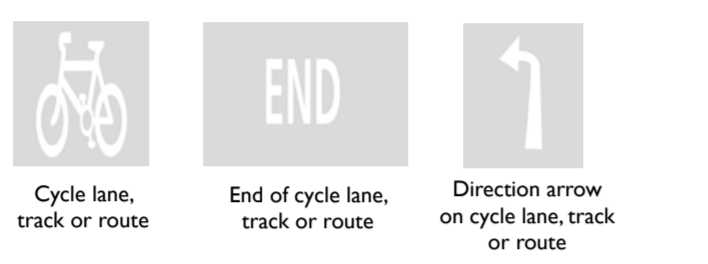 END
Cycle lane,
track or route
End of cycle lane,
track or route
Direction arrow
on cycle lane, track
or route